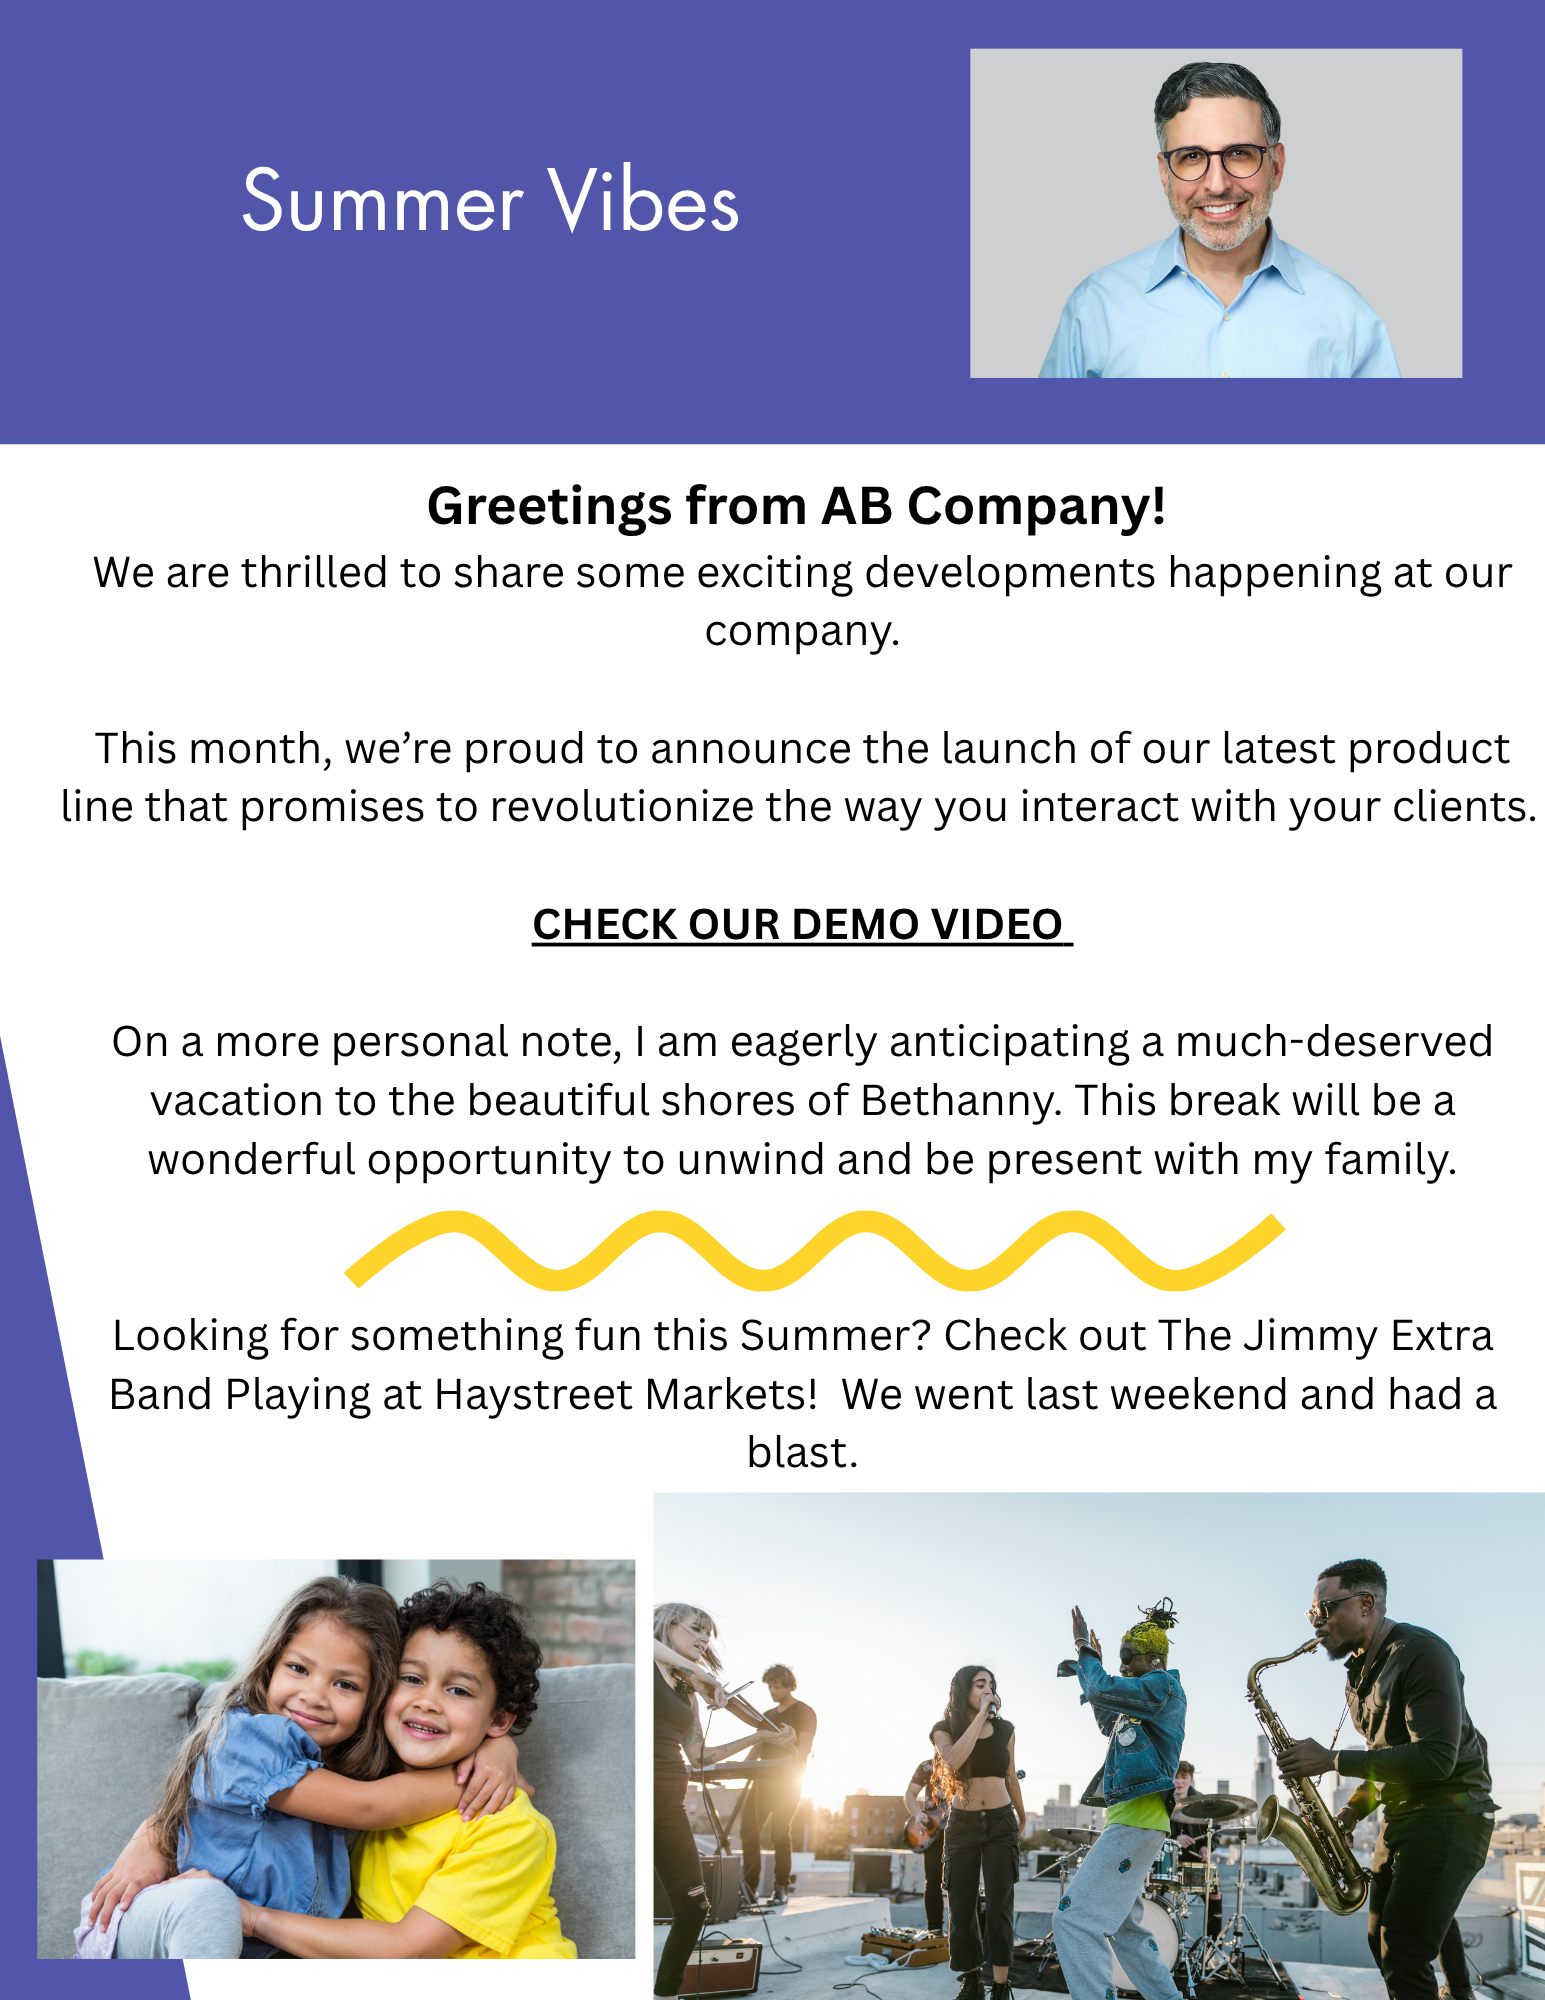 Summer Vibes
Greetings from AB Company!
We are thrilled to share some exciting developments happening at our
company.
This month, we’re proud to announce the launch of our latest product
line that promises to revolutionize the way you interact with your clients.
CHECK OUR DEMO VIDEO
On a more personal note, I am eagerly anticipating a much-deserved
vacation to the beautiful shores of Bethanny. This break will be a
wonderful opportunity to unwind and be present with my family.
Looking for something fun this Summer? Check out The Jimmy Extra
Band Playing at Haystreet Markets!  We went last weekend and had a
blast.